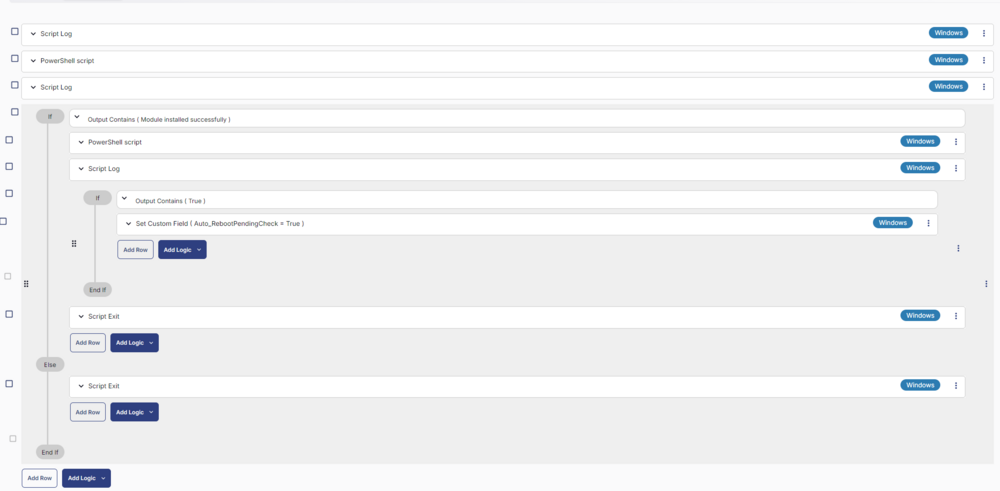 Script Log Windows
PowerShell script Windows
Script Log Windows
If Output Contains ( Module installed successfully )
PowerShell script Windows
Script Log Windows
If Output Contains ( True )
Set Custom Field ( Auto_RebootPendingCheck = True ) Windows
Add Row Add Logic
End If
Script Exit Windows
Add Row Add Logic
Else
Script Exit Windows
Add Row Add Logic
End If
Add Row Add Logic